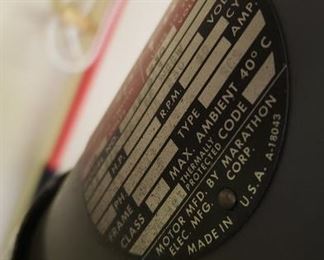 VOL
CY
AMP
H.P.
R.P.M.
PH
TYPE
FRAME
MAX. AMBIENT 40° C
CLASS
THERMALLY
PROTECTED CODE
MOTOR MFD. BY MARATHON
ELEC. MFG. CORP.
MADE IN U.S.A. A-18043